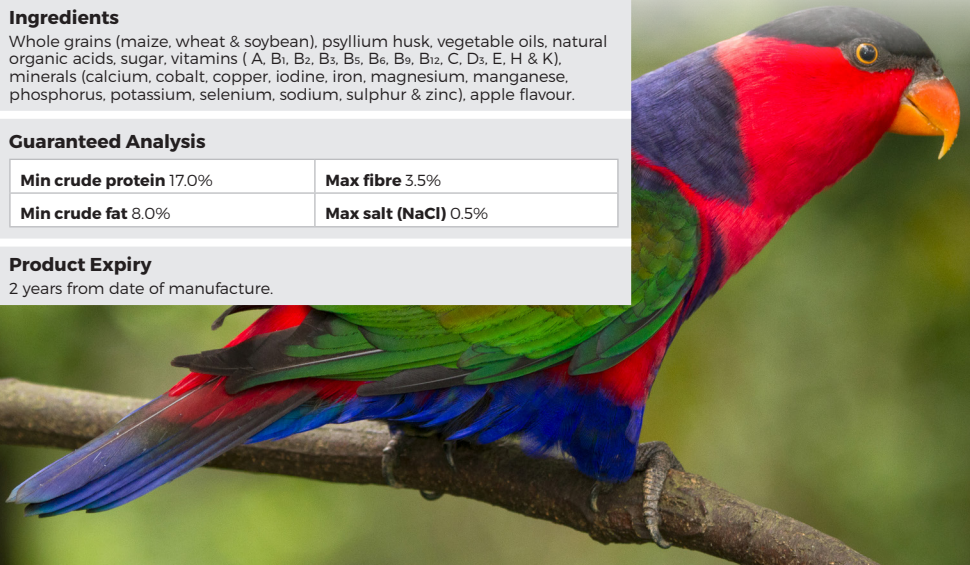 Ingredients
Whole grains (maize, wheat & soybean), psyllium husk, vegetable oils, natural
organic acids, sugar, vitamins ( A, B₁, B₂, B₃, B₅, B₆, B₉, B₁₂, C, D₃, E, H & K),
minerals (calcium, cobalt, copper, iodine, iron, magnesium, manganese,
phosphorus, potassium, selenium, sodium, sulphur & zinc), apple flavour.
Guaranteed Analysis
Min crude protein 17.0% Max fibre 3.5%
Min crude fat 8.0% Max salt (NaCl) 0.5%
Product Expiry
2 years from date of manufacture.